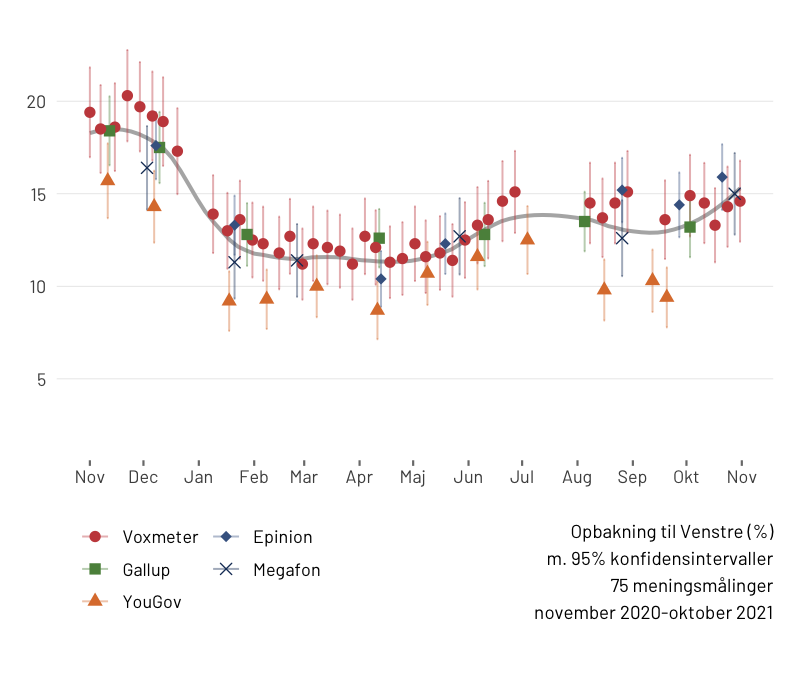 20
15
10
5
Nov Dec Jan Feb Mar Apr Maj Jun Jul Aug Sep Okt Nov
Voxmeter Epinion
Gallup Megafon
YouGov
Opbakning til Venstre (%)
m. 95% konfidensintervaller
75 meningsmålinger
november 2020-oktober 2021